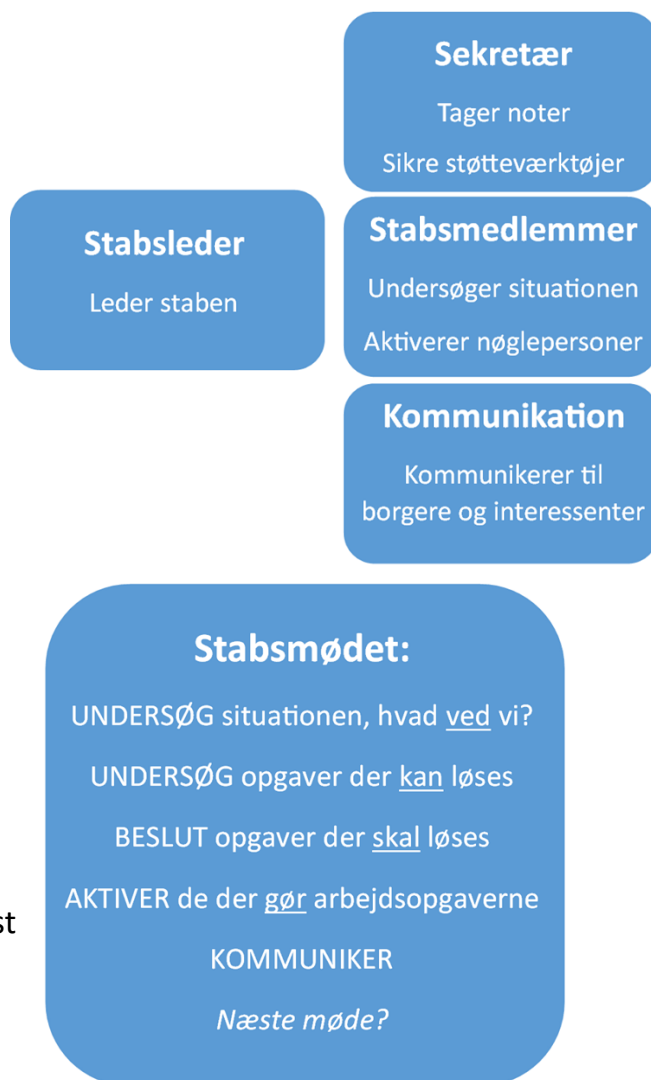 Sekretær
Tager noter
Sikre støtteværktøjer
Stabsleder
Leder staben
Stabsmedlemmer
Undersøger situationen
Aktiverer nøglepersoner
Kommunikation
Kommunikerer til
borgere og interessenter
Stabsmødet:
UNDERSØG situationen, hvad ved vi?
UNDERSØG opgaver der kan løses
BESLUT opgaver der skal løses
AKTIVER de der gør arbejdsopgaverne
st
KOMMUNIKER
Næste møde?